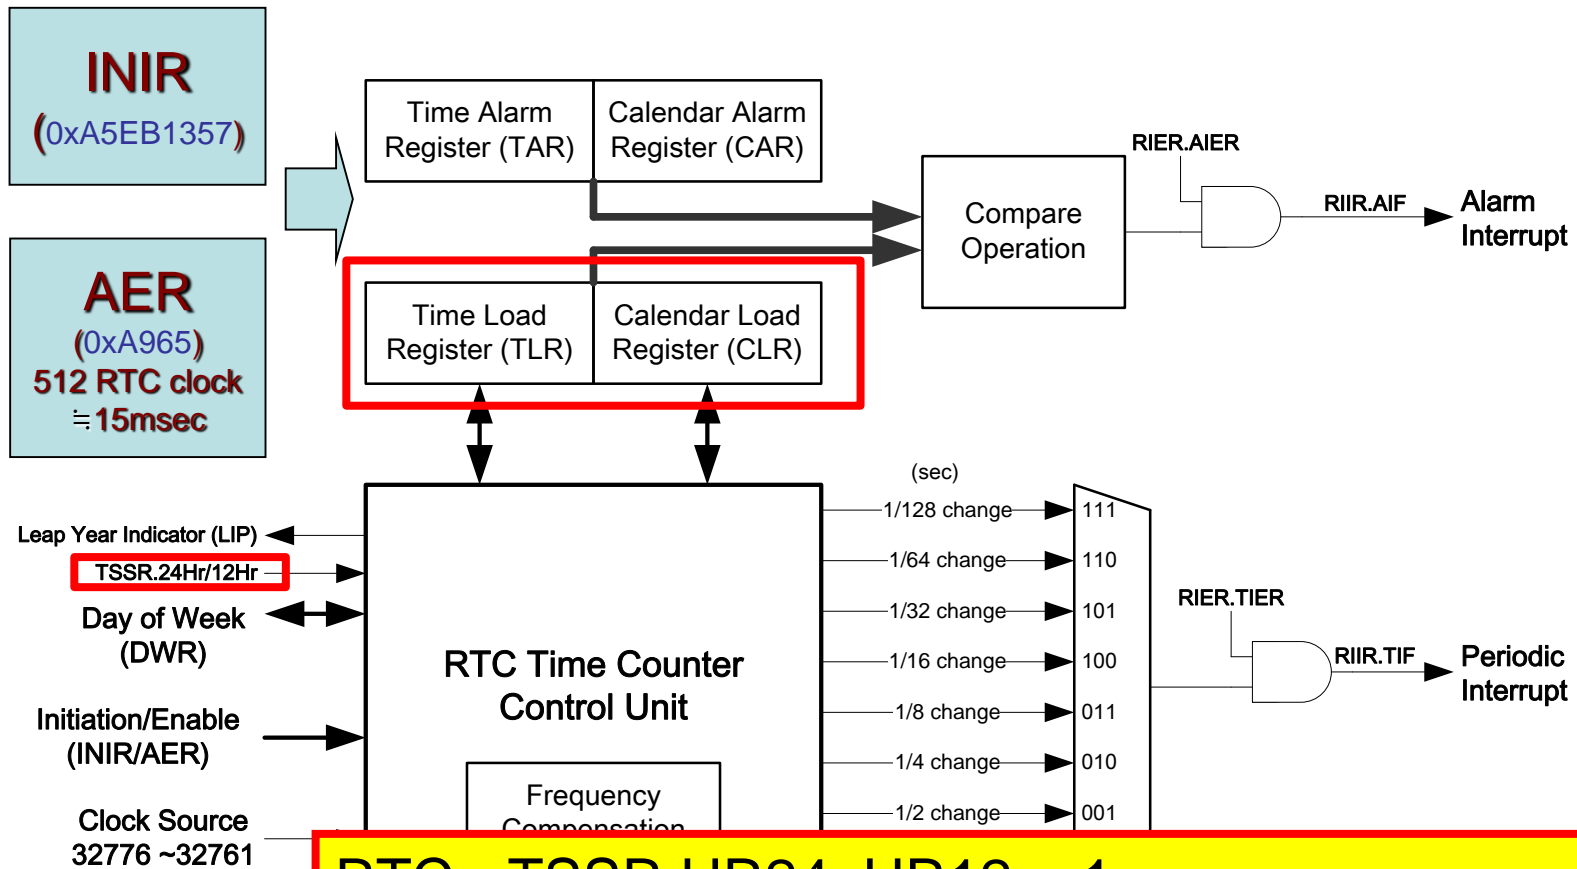 INIR
(0xA5EB1357)
AER
(0xA965)
512 RTC clock
≒15msec
Time Alarm
Register (TAR)
Calendar Alarm
Register (CAR)
Time Load
Register (TLR)
Calendar Load
Register (CLR)
Compare
Operation
RIER.AIER
RIIR.AIF
Alarm
Interrupt
Leap Year Indicator (LIP)
TSSR.24Hr/12Hr
Day of Week
(DWR)
Initiation/Enable
(INIR/AER)
Clock Source
32776 ~32761
RTC Time Counter
Control Unit
Frequency
Compensation
(sec)
1/128 change
111
1/64 change
110
1/32 change
101
1/16 change
100
1/8 change
011
1/4 change
010
1/2 change
001
RIER.TIER
RIIR.TIF
Periodic
Interrupt